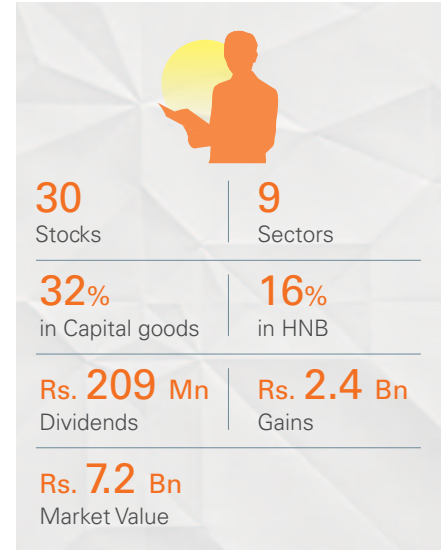 30
Stocks
9
Sectors
32%
in Capital goods
16%
in HNB
Rs. 209 Mn
Dividends
Rs. 2.4 Bn
Gains
Rs. 7.2 Bn
Market Value